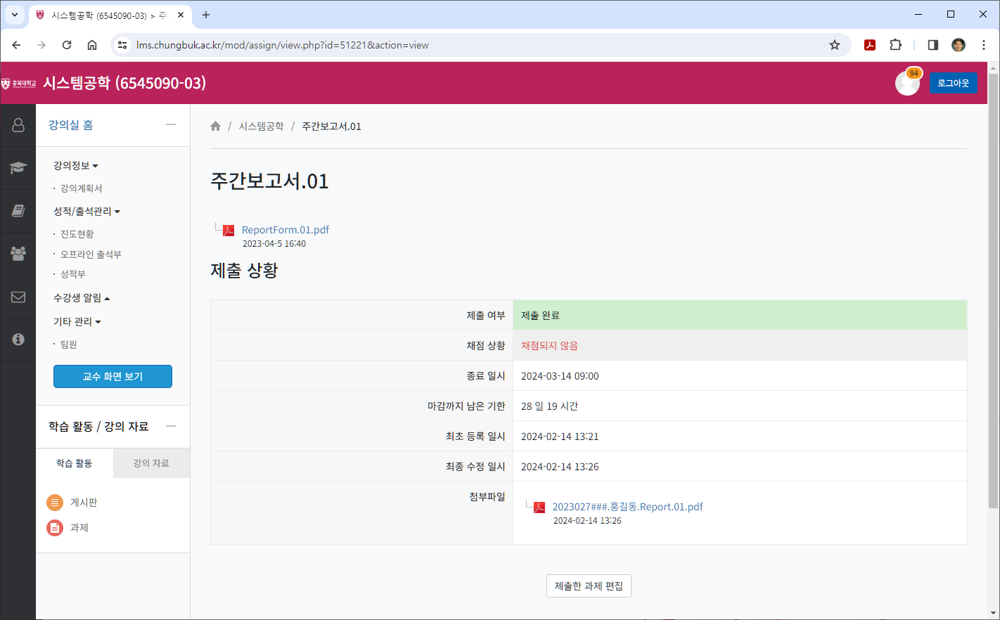 시스템공학 (6545090-03) > 주
lms.chungbuk.ac.kr/mod/assign/view.php?id=51221&action=view
충북대학교
시스템공학 (6545090-03)
94
로그아웃
강의실 홈
강의정보
· 강의계획서
성적/출석관리
· 진도현황
· 오프라인 출석부
· 성적부
수강생 알림
기타 관리
· 팀원
교수 화면 보기
학습 활동 / 강의 자료
학습 활동
강의 자료
게시판
과제
/ 시스템공학 / 주간보고서.01
주간보고서.01
ReportForm.01.pdf
2023-04-5 16:40
제출 상황
제출 여부 제출 완료
채점 상황 채점되지 않음
종료 일시 2024-03-14 09:00
마감까지 남은 기한 28 일 19 시간
최초 등록 일시 2024-02-14 13:21
최종 수정 일시 2024-02-14 13:26
첨부파일
2023027###.홍길동.Report.01.pdf
2024-02-14 13:26
제출한 과제 편집